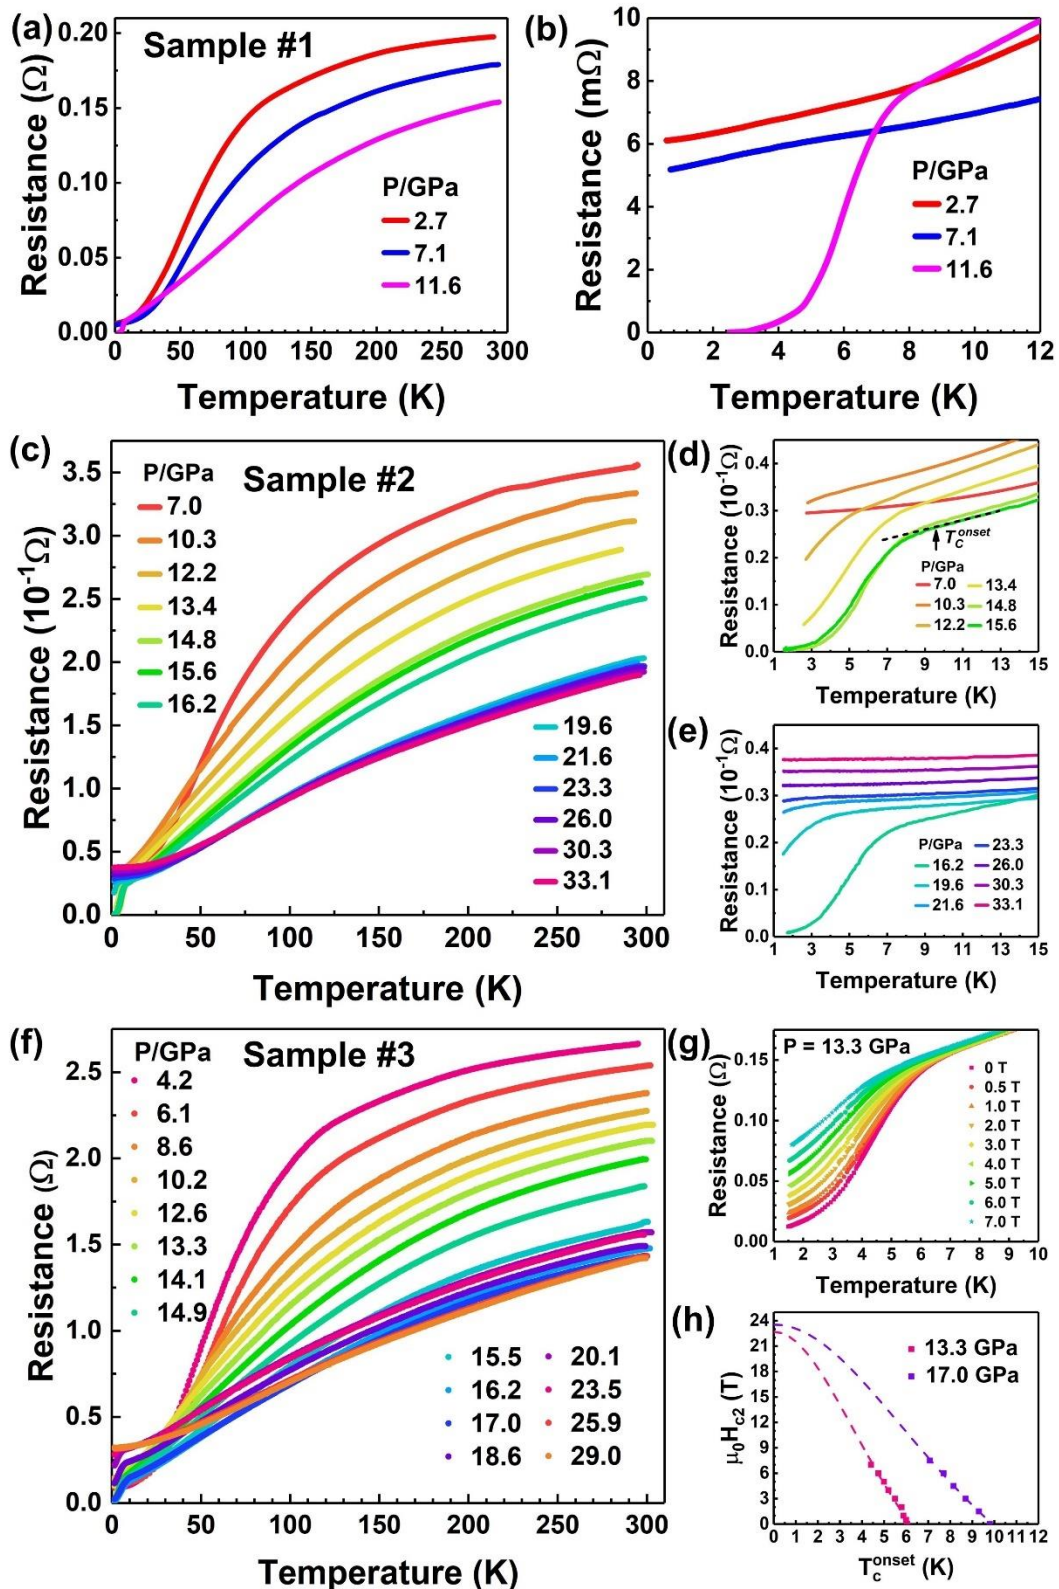 (a)
Sample #1
Resistance (Ω)
0.20
0.15
0.10
0.05
0.00
P/GPa
2.7
7.1
11.6
0 50 100 150 200 250 300
Temperature (K)
(b)
Resistance (mΩ)
10
8
6
4
2
0
P/GPa
2.7
7.1
11.6
2 4 6 8 10 12
Temperature (K)
(c)
Sample #2
Resistance (10⁻¹Ω)
3.5
3.0
2.5
2.0
1.5
1.0
0.5
0.0
P/GPa
7.0
10.3
12.2
13.4
14.8
15.6
16.2
19.6
21.6
23.3
26.0
30.3
33.1
0 50 100 150 200 250 300
Temperature (K)
(d)
Resistance (10⁻¹Ω)
0.4
0.3
0.2
0.1
0.0
T_C^onset
P/GPa
7.0 13.4
10.3 14.8
12.2 15.6
1 3 5 7 9 11 13 15
Temperature (K)
(e)
Resistance (10⁻¹Ω)
0.4
0.3
0.2
0.1
0.0
P/GPa 23.3
16.2 26.0
19.6 30.3
21.6 33.1
1 3 5 7 9 11 13 15
Temperature (K)
(f)
Sample #3
Resistance (Ω)
2.5
2.0
1.5
1.0
0.5
0.0
P/GPa
4.2
6.1
8.6
10.2
12.6
13.3
14.1
14.9
15.5 20.1
16.2 23.5
17.0 25.9
18.6 29.0
0 50 100 150 200 250 300
Temperature (K)
(g)
P = 13.3 GPa
Resistance (Ω)
0.15
0.10
0.05
0.00
0 T
0.5 T
1.0 T
2.0 T
3.0 T
4.0 T
5.0 T
6.0 T
7.0 T
1 2 3 4 5 6 7 8 9 10
Temperature (K)
(h)
μ₀H_c2 (T)
24
21
18
15
12
9
6
3
0
13.3 GPa
17.0 GPa
0 1 2 3 4 5 6 7 8 9 10 11 12
T_c^onset (K)